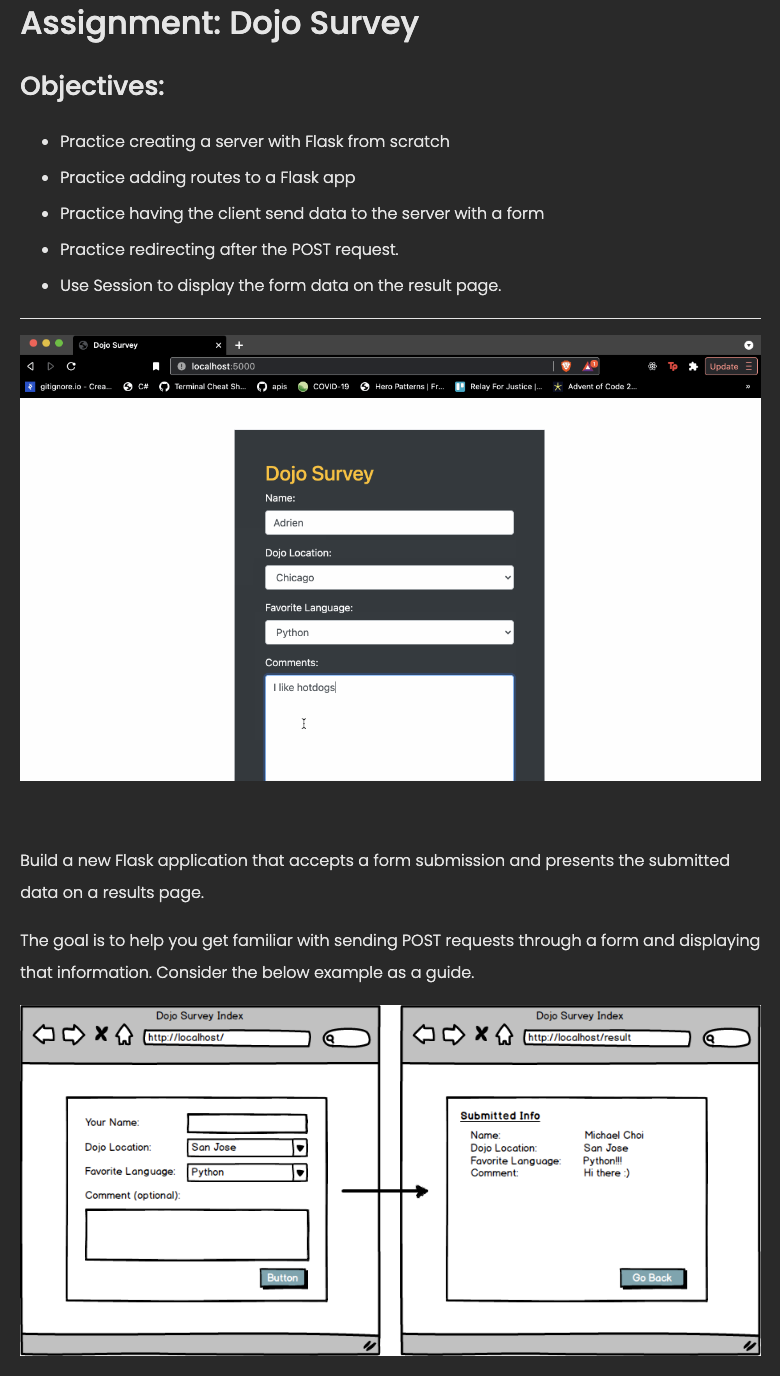 Assignment: Dojo Survey
Objectives:
Practice creating a server with Flask from scratch
Practice adding routes to a Flask app
Practice having the client send data to the server with a form
Practice redirecting after the POST request.
Use Session to display the form data on the result page.
Dojo Survey
localhost:5000
1
Tp
Update
gitignore.io - Crea...
C#
Terminal Cheat Sh...
apis
COVID-19
Hero Patterns | Fr...
Relay For Justice |...
Advent of Code 2...
»
Dojo Survey
Name:
Adrien
Dojo Location:
Chicago
Favorite Language:
Python
Comments:
I like hotdogs
Build a new Flask application that accepts a form submission and presents the submitted
data on a results page.
The goal is to help you get familiar with sending POST requests through a form and displaying
that information. Consider the below example as a guide.
Dojo Survey Index
http://localhost/
Your Name:
Dojo Location: San Jose
Favorite Language: Python
Comment (optional):
Button
Dojo Survey Index
http://localhost/result
Submitted Info
Name: Michael Choi
Dojo Location: San Jose
Favorite Language: Python!!!
Comment: Hi there :)
Go Back